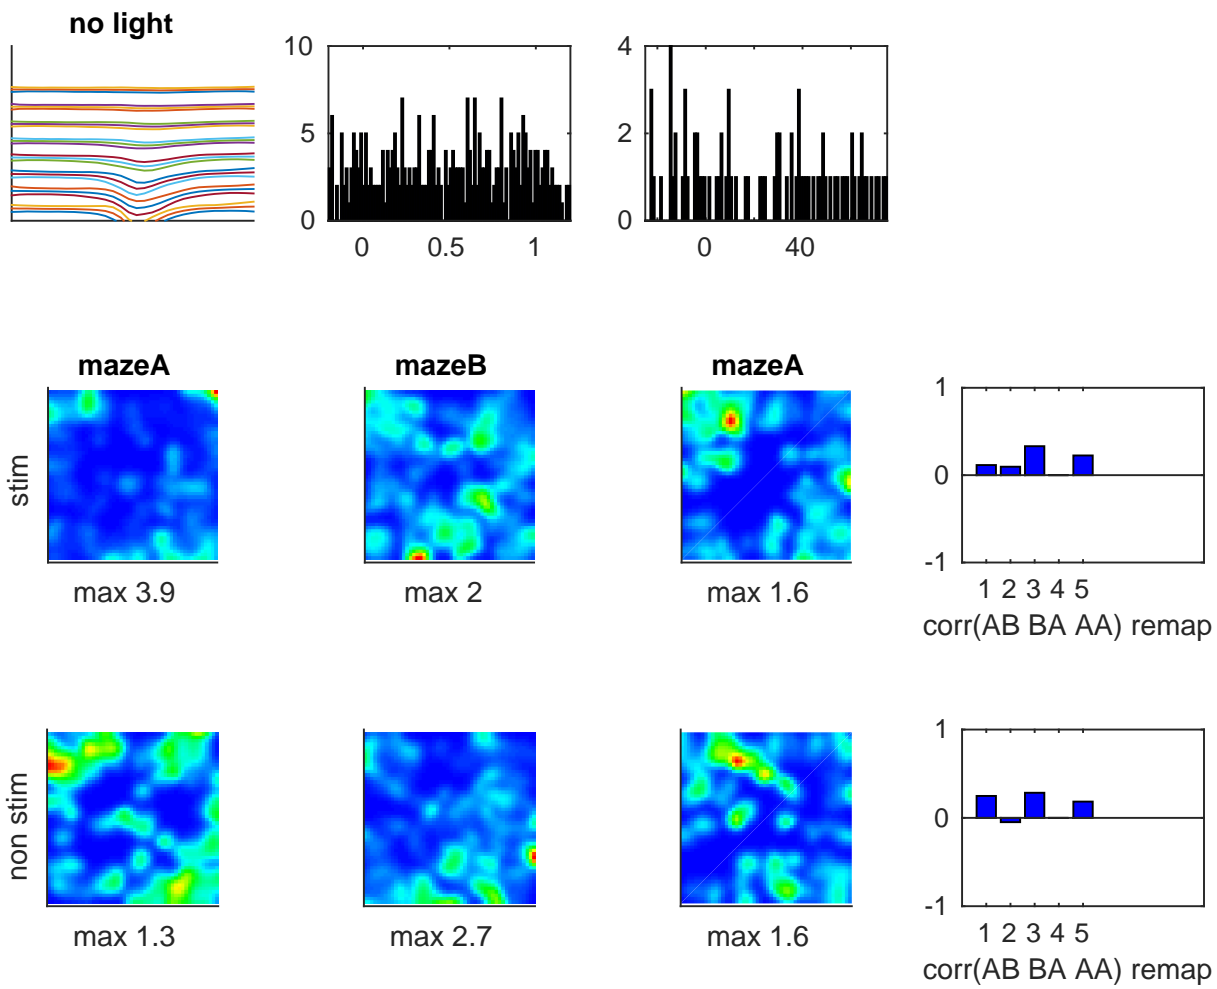 no light
10
5
0
0 0.5 1
4
2
0
0 40
mazeA mazeB mazeA
stim
max 3.9 max 2 max 1.6
1
0
-1
1 2 3 4 5
corr(AB BA AA) remap
non stim
max 1.3 max 2.7 max 1.6
1
0
-1
1 2 3 4 5
corr(AB BA AA) remap